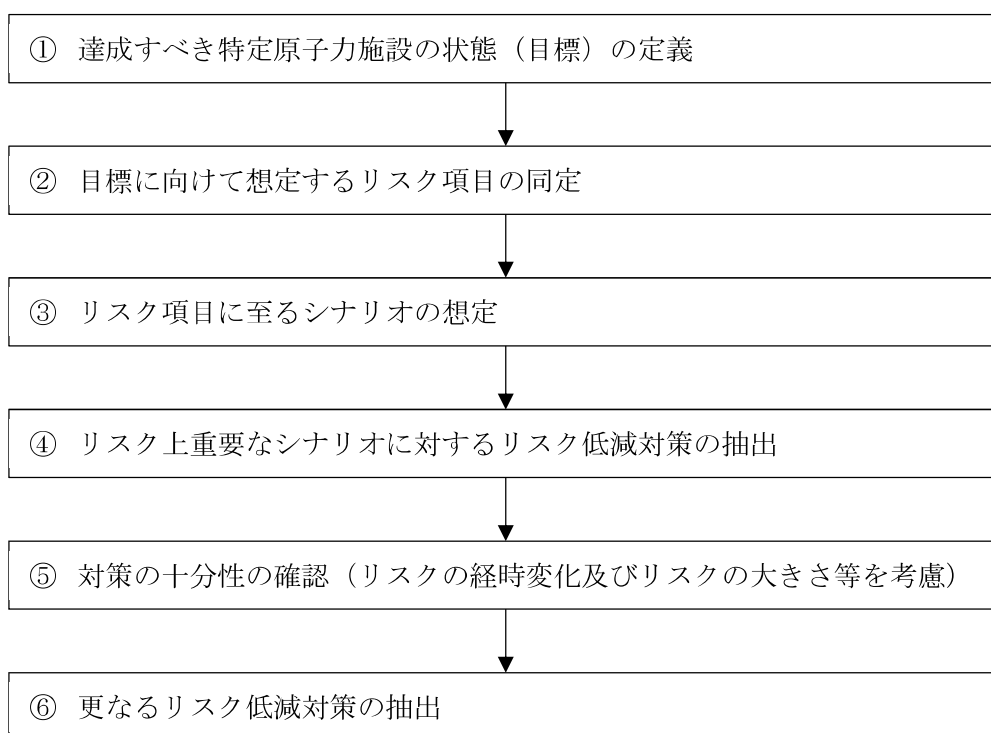 ① 達成すべき特定原子力施設の状態（目標）の定義
② 目標に向けて想定するリスク項目の同定
③ リスク項目に至るシナリオの想定
④ リスク上重要なシナリオに対するリスク低減対策の抽出
⑤ 対策の十分性の確認（リスクの経時変化及びリスクの大きさ等を考慮）
⑥ 更なるリスク低減対策の抽出